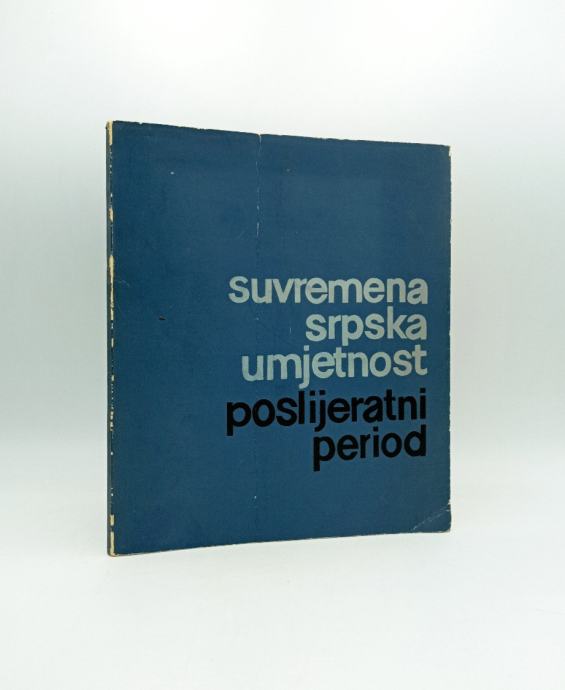 suvremena
srpska
umjetnost
poslijeratni
period